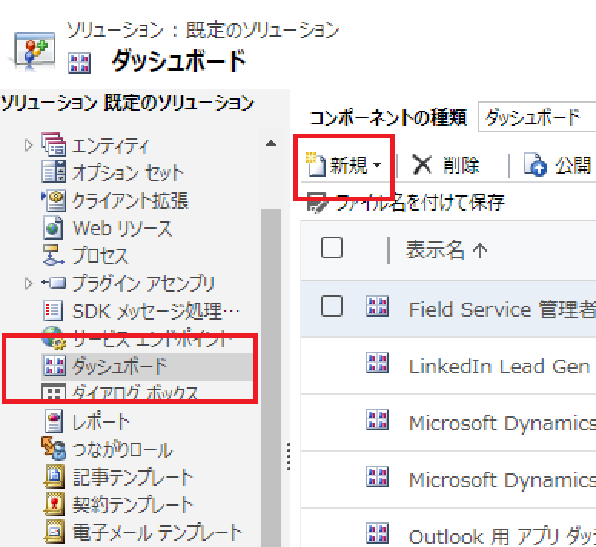 ソリューション : 既定のソリューション
ダッシュボード
ソリューション 既定のソリューション
エンティティ
オプション セット
クライアント拡張
Web リソース
プロセス
プラグイン アセンブリ
SDK メッセージ処理…
サービス エンドポイント
ダッシュボード
ダイアログ ボックス
レポート
つながりロール
記事テンプレート
契約テンプレート
電子メール テンプレート
コンポーネントの種類 ダッシュボード
新規 削除 公開
ファイル名を付けて保存
表示名
Field Service 管理者
LinkedIn Lead Gen
Microsoft Dynamics
Microsoft Dynamics
Outlook 用 アプリ ダッシ